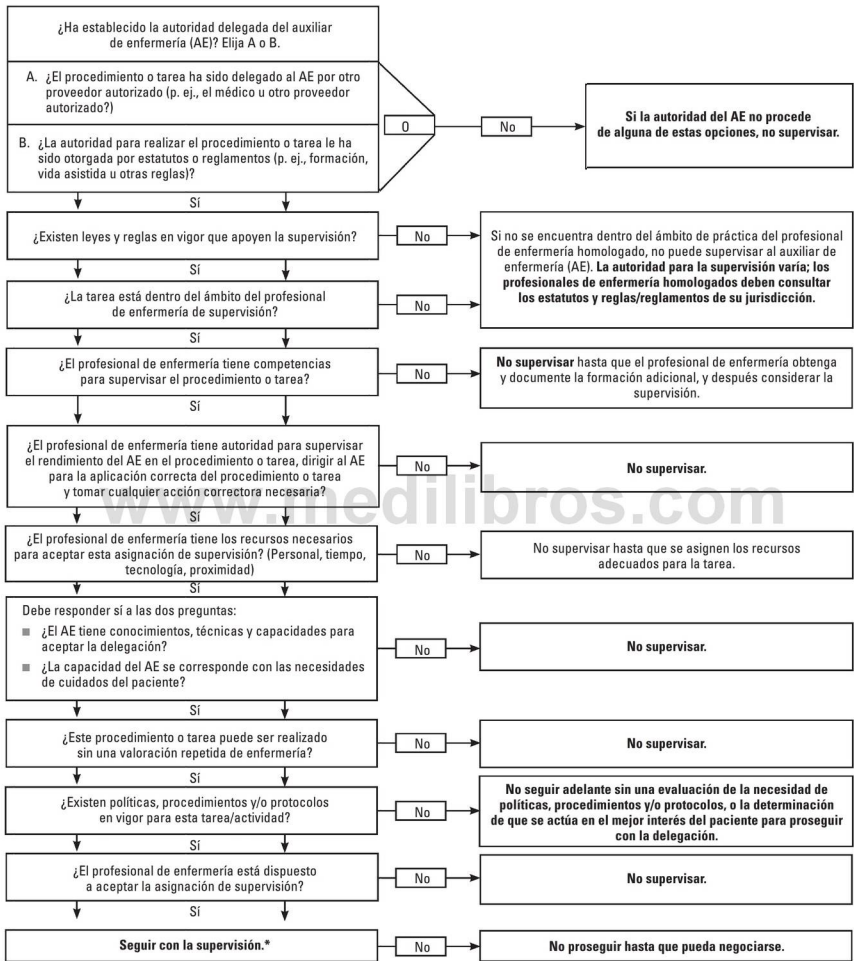 ¿Ha establecido la autoridad delegada del auxiliar
de enfermería (AE)? Elija A o B.
A. ¿El procedimiento o tarea ha sido delegado al AE por otro
proveedor autorizado (p. ej., el médico u otro proveedor
autorizado?)
O
No
Si la autoridad del AE no procede
de alguna de estas opciones, no supervisar.
B. ¿La autoridad para realizar el procedimiento o tarea le ha
sido otorgada por estatutos o reglamentos (p. ej., formación,
vida asistida u otras reglas)?
Sí
¿Existen leyes y reglas en vigor que apoyen la supervisión?
No
Si no se encuentra dentro del ámbito de práctica del profesional
de enfermería homologado, no puede supervisar al auxiliar de
enfermería (AE). La autoridad para la supervisión varía; los
profesionales de enfermería homologados deben consultar
los estatutos y reglas/reglamentos de su jurisdicción.
Sí
¿La tarea está dentro del ámbito del profesional
de enfermería de supervisión?
No
Sí
¿El profesional de enfermería tiene competencias
para supervisar el procedimiento o tarea?
No
No supervisar hasta que el profesional de enfermería obtenga
y documente la formación adicional, y después considerar la
supervisión.
Sí
¿El profesional de enfermería tiene autoridad para supervisar
el rendimiento del AE en el procedimiento o tarea, dirigir al AE
para la aplicación correcta del procedimiento o tarea
y tomar cualquier acción correctora necesaria?
No
No supervisar.
www.medilibros.com
Sí
¿El profesional de enfermería tiene los recursos necesarios
para aceptar esta asignación de supervisión? (Personal, tiempo,
tecnología, proximidad)
No
No supervisar hasta que se asignen los recursos
adecuados para la tarea.
Sí
Debe responder sí a las dos preguntas:
■ ¿El AE tiene conocimientos, técnicas y capacidades para
aceptar la delegación?
■ ¿La capacidad del AE se corresponde con las necesidades
de cuidados del paciente?
No
No supervisar.
Sí
¿Este procedimiento o tarea puede ser realizado
sin una valoración repetida de enfermería?
No
No supervisar.
Sí
¿Existen políticas, procedimientos y/o protocolos
en vigor para esta tarea/actividad?
No
No seguir adelante sin una evaluación de la necesidad de
políticas, procedimientos y/o protocolos, o la determinación
de que se actúa en el mejor interés del paciente para proseguir
con la delegación.
Sí
¿El profesional de enfermería está dispuesto
a aceptar la asignación de supervisión?
No
No supervisar.
Sí
Seguir con la supervisión.*
No
No proseguir hasta que pueda negociarse.